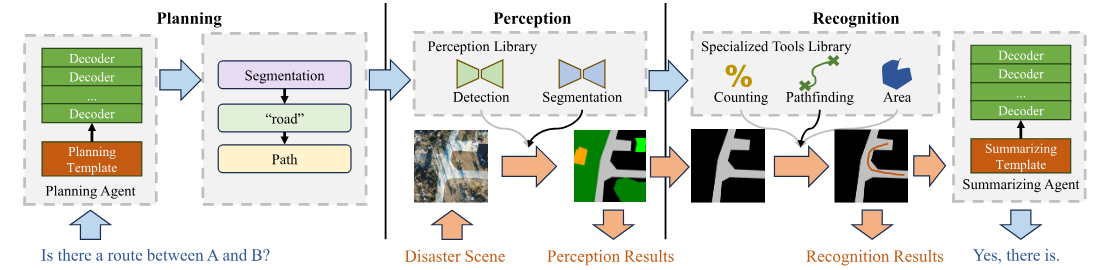 Planning
Decoder
Decoder
...
Decoder
Planning
Template
Planning Agent
Is there a route between A and B?
Segmentation
“road”
Path
Perception
Perception Library
Detection
Segmentation
Disaster Scene
Perception Results
Recognition
Specialized Tools Library
%
Counting
Pathfinding
Area
Recognition Results
Decoder
Decoder
...
Decoder
Summarizing
Template
Summarizing Agent
Yes, there is.